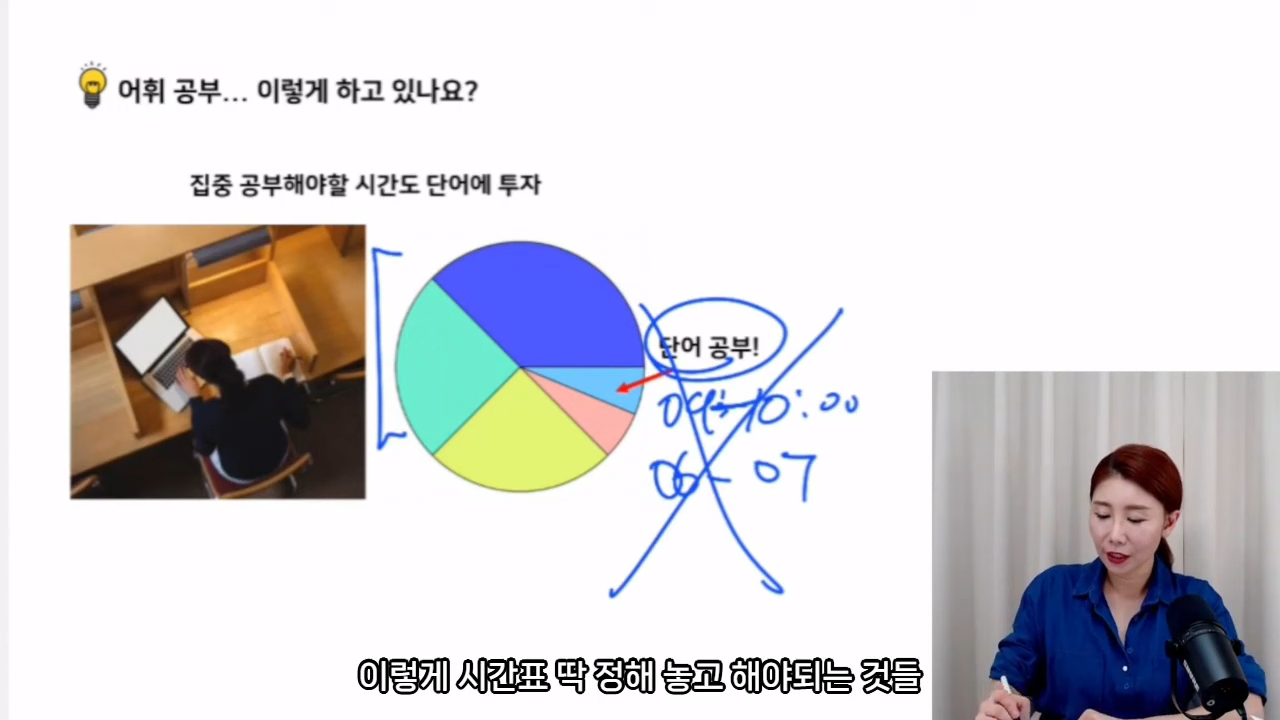 어휘 공부... 이렇게 하고 있나요?
집중 공부해야할 시간도 단어에 투자
단어 공부!
10:00
06 - 07
이렇게 시간표 딱 정해 놓고 해야되는 것들